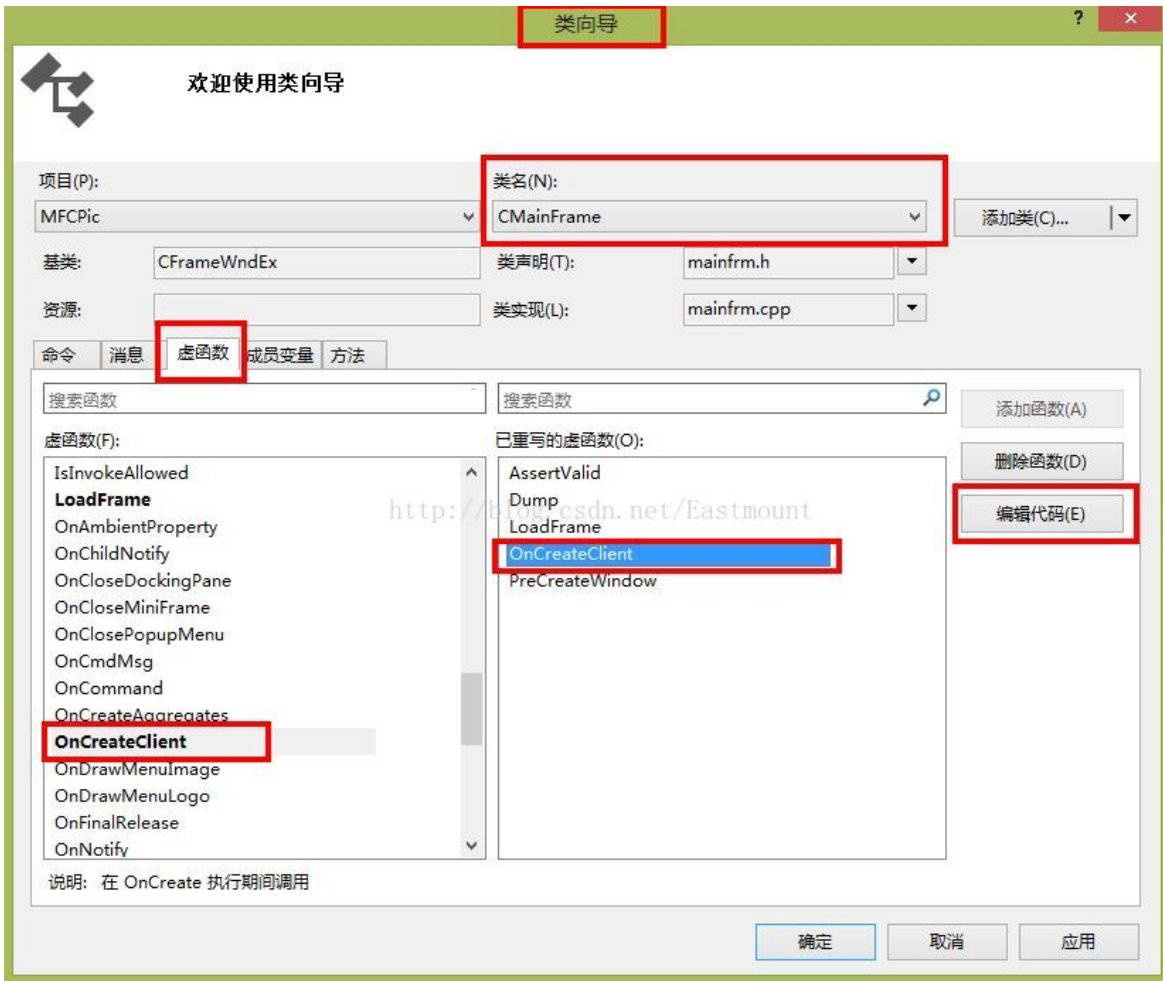 类向导
?
×
欢迎使用类向导
项目(P):
类名(N):
MFCPic
CMainFrame
添加类(C)...
基类:
CFrameWndEx
类声明(T):
mainfrm.h
资源:
类实现(L):
mainfrm.cpp
命令 消息 虚函数 成员变量 方法
搜索函数
搜索函数
添加函数(A)
虚函数(F):
已重写的虚函数(O):
删除函数(D)
编辑代码(E)
IsInvokeAllowed
LoadFrame
OnAmbientProperty
OnChildNotify
OnCloseDockingPane
OnCloseMiniFrame
OnClosePopupMenu
OnCmdMsg
OnCommand
OnCreateAggregates
OnCreateClient
OnDrawMenuImage
OnDrawMenuLogo
OnFinalRelease
OnNotify
AssertValid
Dump
LoadFrame
OnCreateClient
PreCreateWindow
http://blog.csdn.net/Eastmount
说明: 在 OnCreate 执行期间调用
确定
取消
应用